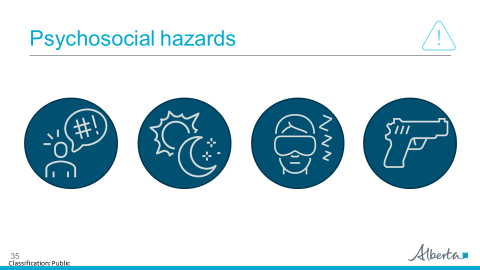 Psychosocial hazards
!
#!
Z
Z
Z
Z
35
Classification: Public
Alberta